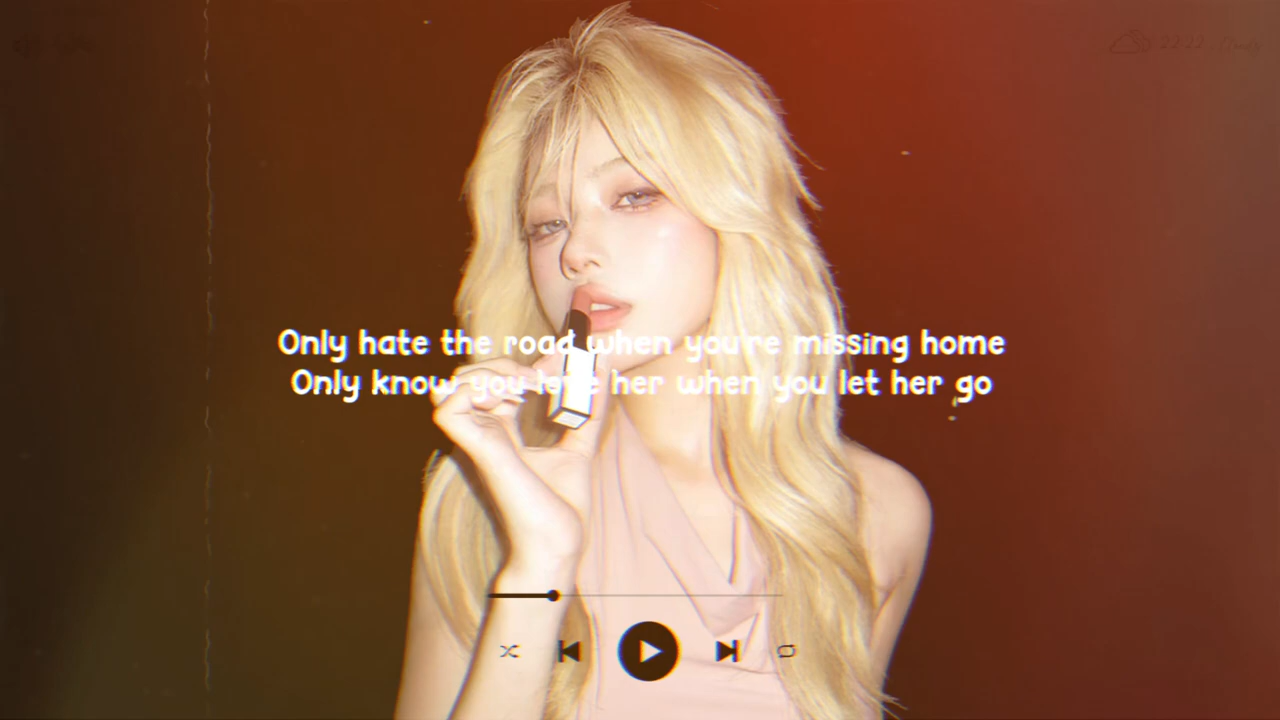 Only hate the road when you're missing home
Only know you love her when you let her go